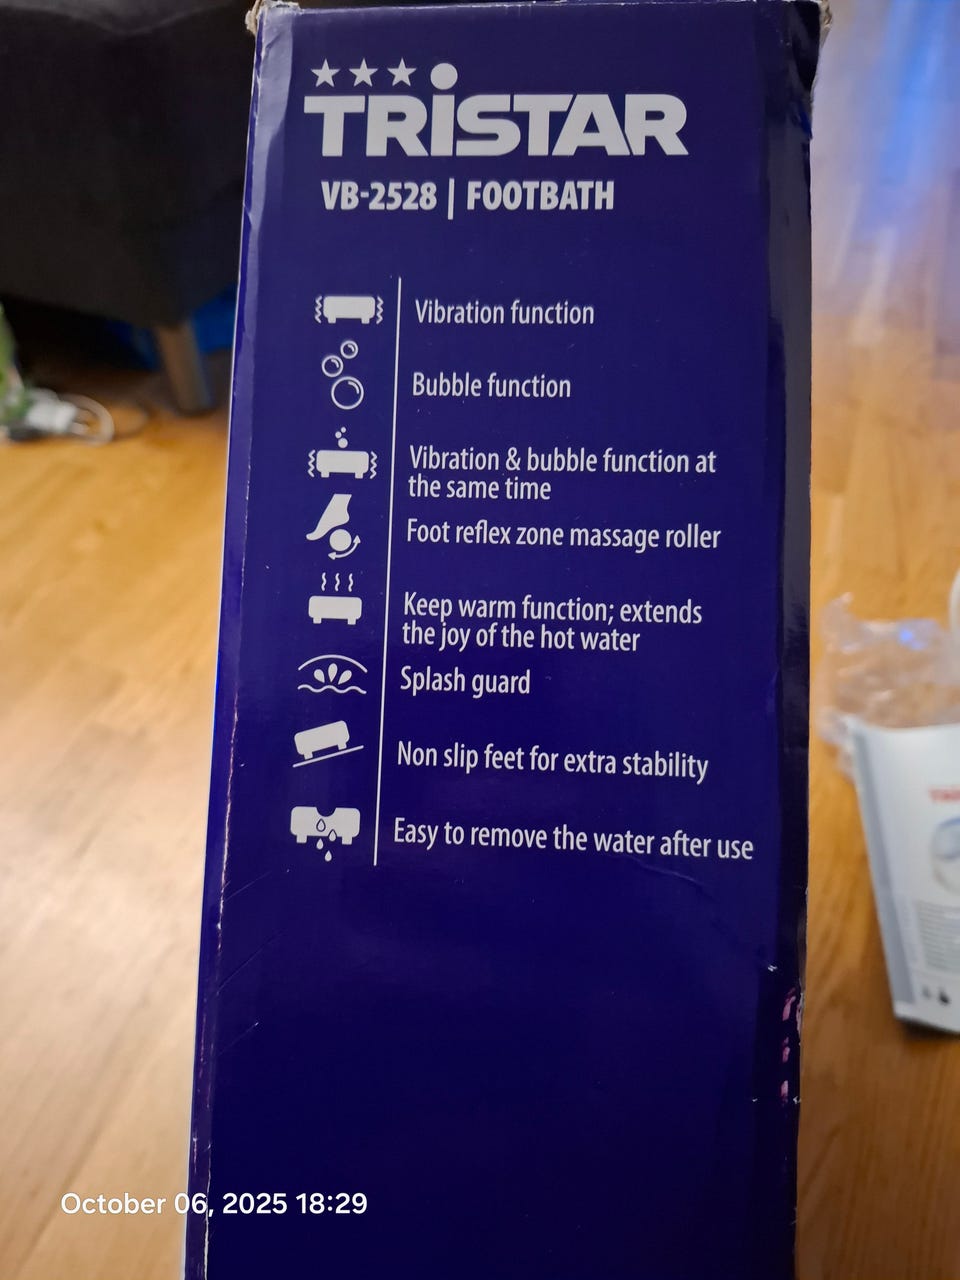 TRISTAR
VB-2528 | FOOTBATH
Vibration function
Bubble function
Vibration & bubble function at
the same time
Foot reflex zone massage roller
Keep warm function; extends
the joy of the hot water
Splash guard
Non slip feet for extra stability
Easy to remove the water after use
October 06, 2025 18:29